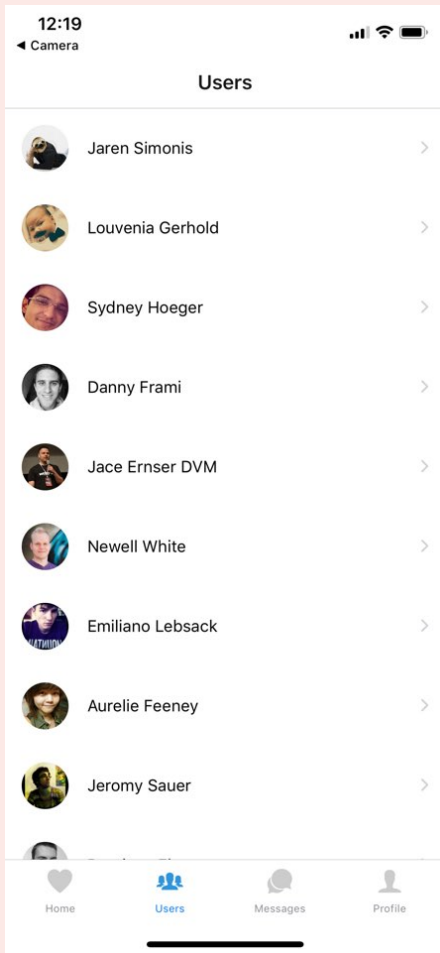 12:19
Camera
Users
Jaren Simonis
Louvenia Gerhold
Sydney Hoeger
Danny Frami
Jace Ernser DVM
Newell White
Emiliano Lebsack
Aurelie Feeney
Jeromy Sauer
Home
Users
Messages
Profile